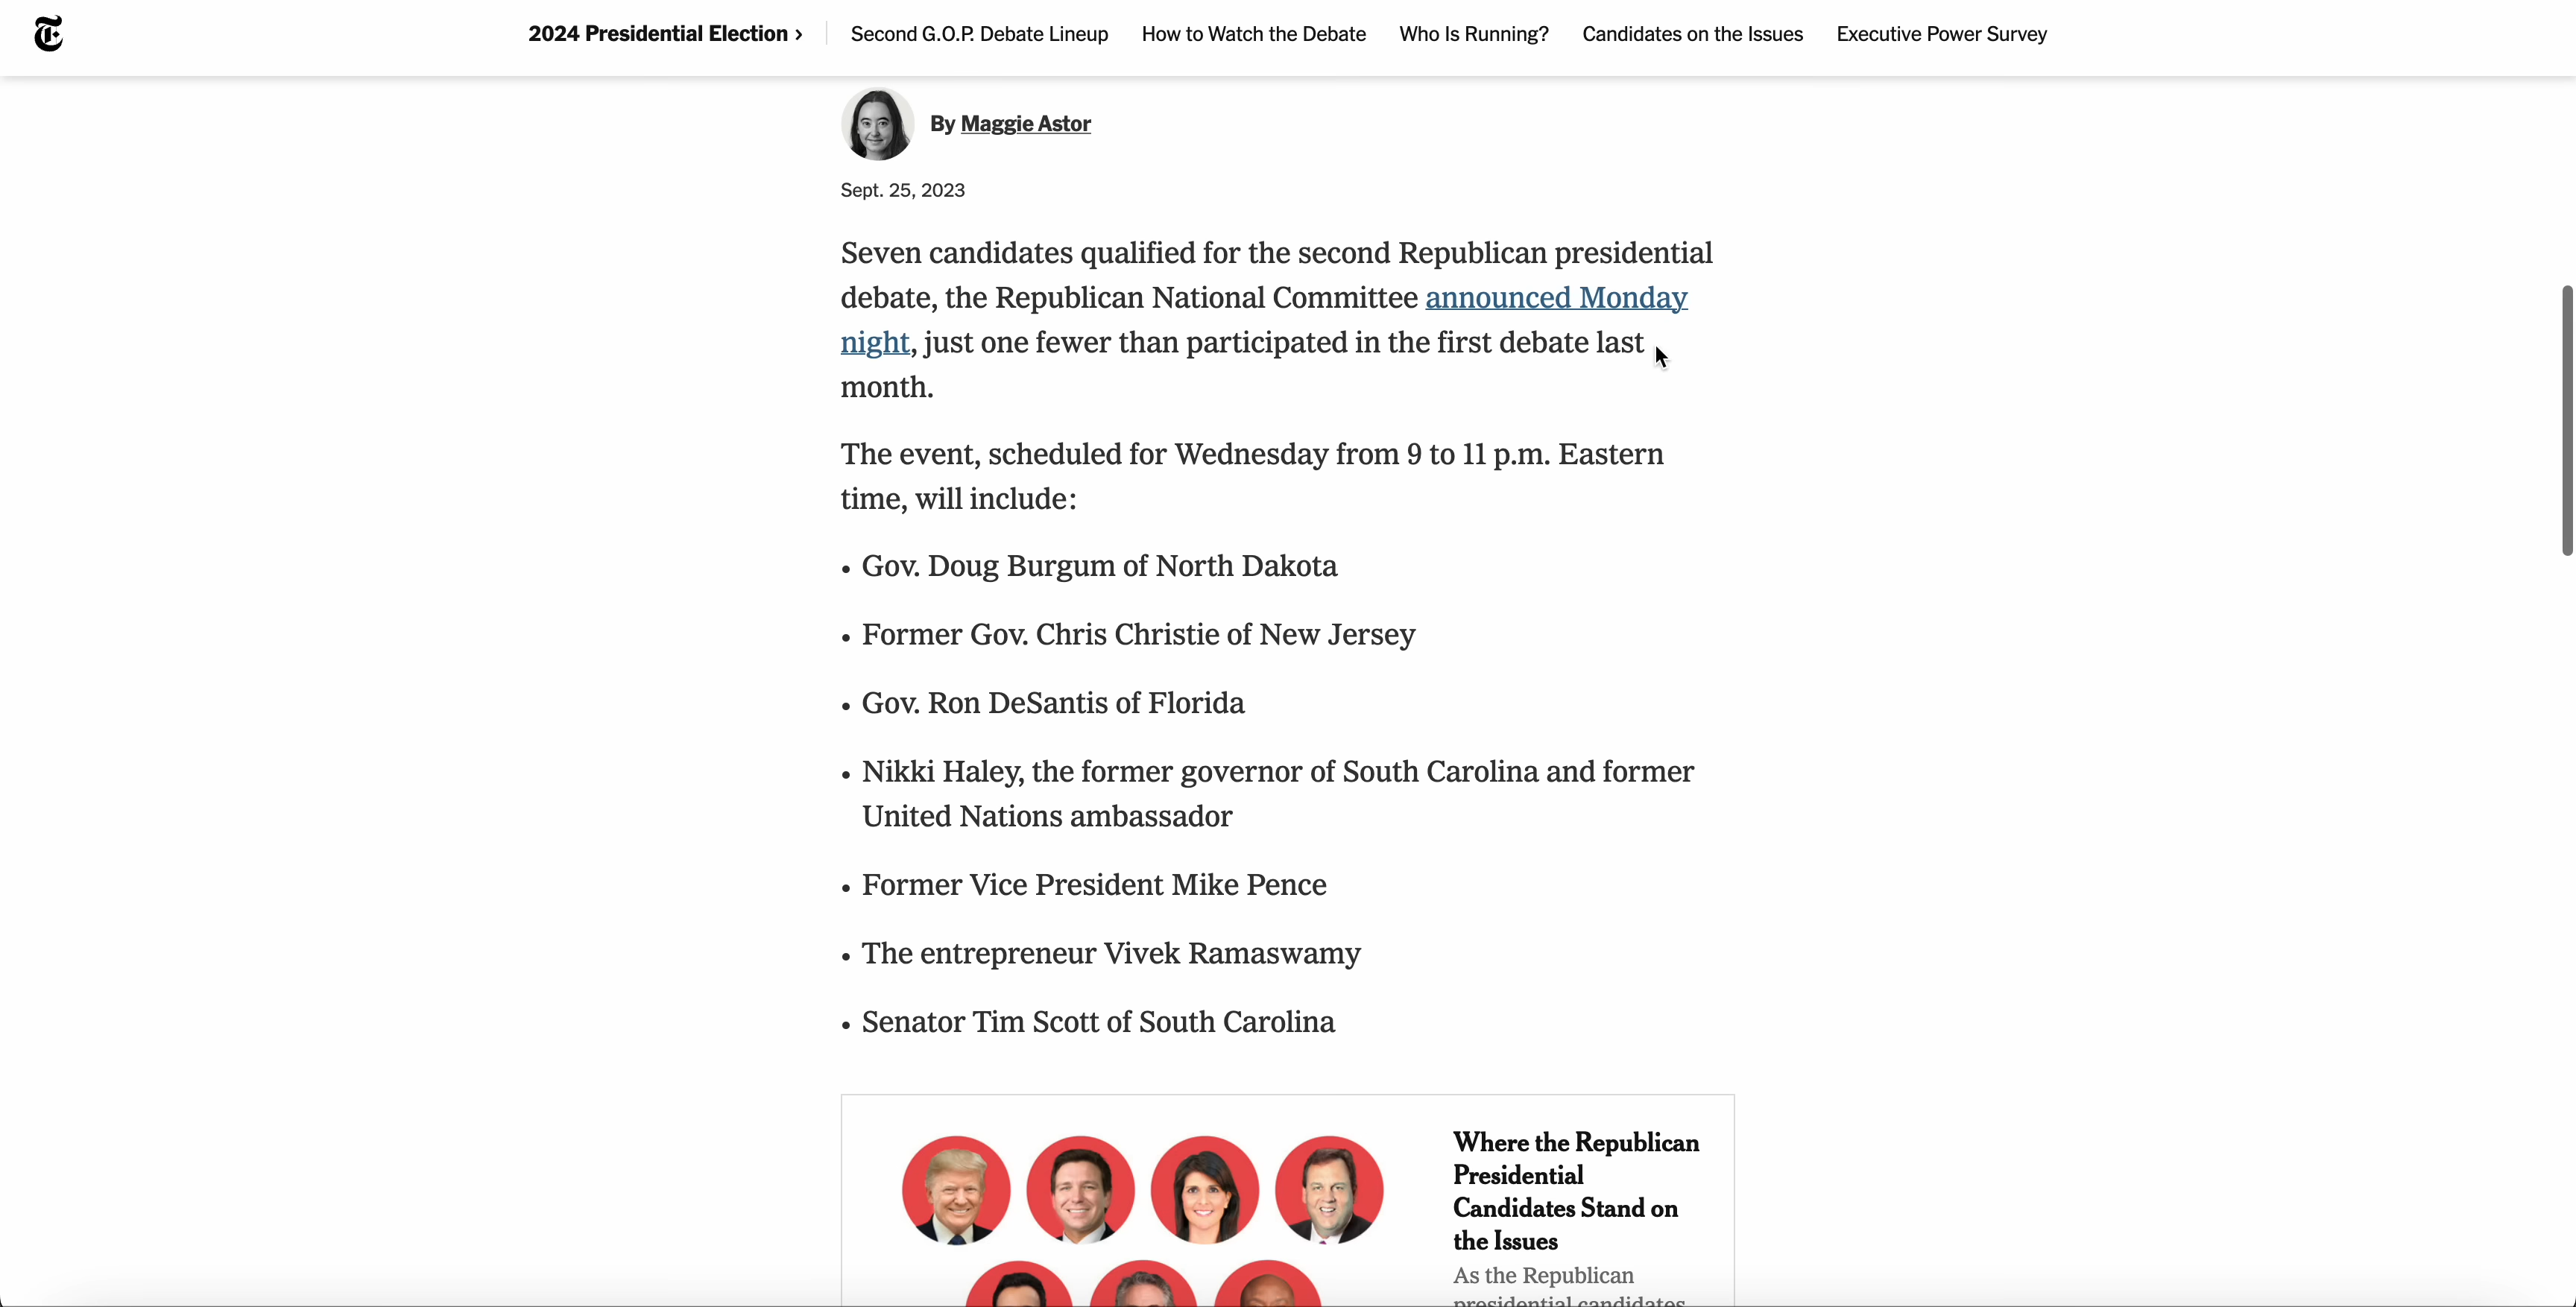 2024 Presidential Election › Second G.O.P. Debate Lineup How to Watch the Debate Who Is Running? Candidates on the Issues Executive Power Survey
By Maggie Astor
Sept. 25, 2023
Seven candidates qualified for the second Republican presidential
debate, the Republican National Committee announced Monday
night, just one fewer than participated in the first debate last
month.
The event, scheduled for Wednesday from 9 to 11 p.m. Eastern
time, will include:
• Gov. Doug Burgum of North Dakota
• Former Gov. Chris Christie of New Jersey
• Gov. Ron DeSantis of Florida
• Nikki Haley, the former governor of South Carolina and former
United Nations ambassador
• Former Vice President Mike Pence
• The entrepreneur Vivek Ramaswamy
• Senator Tim Scott of South Carolina
Where the Republican
Presidential
Candidates Stand on
the Issues
As the Republican
presidential candidates